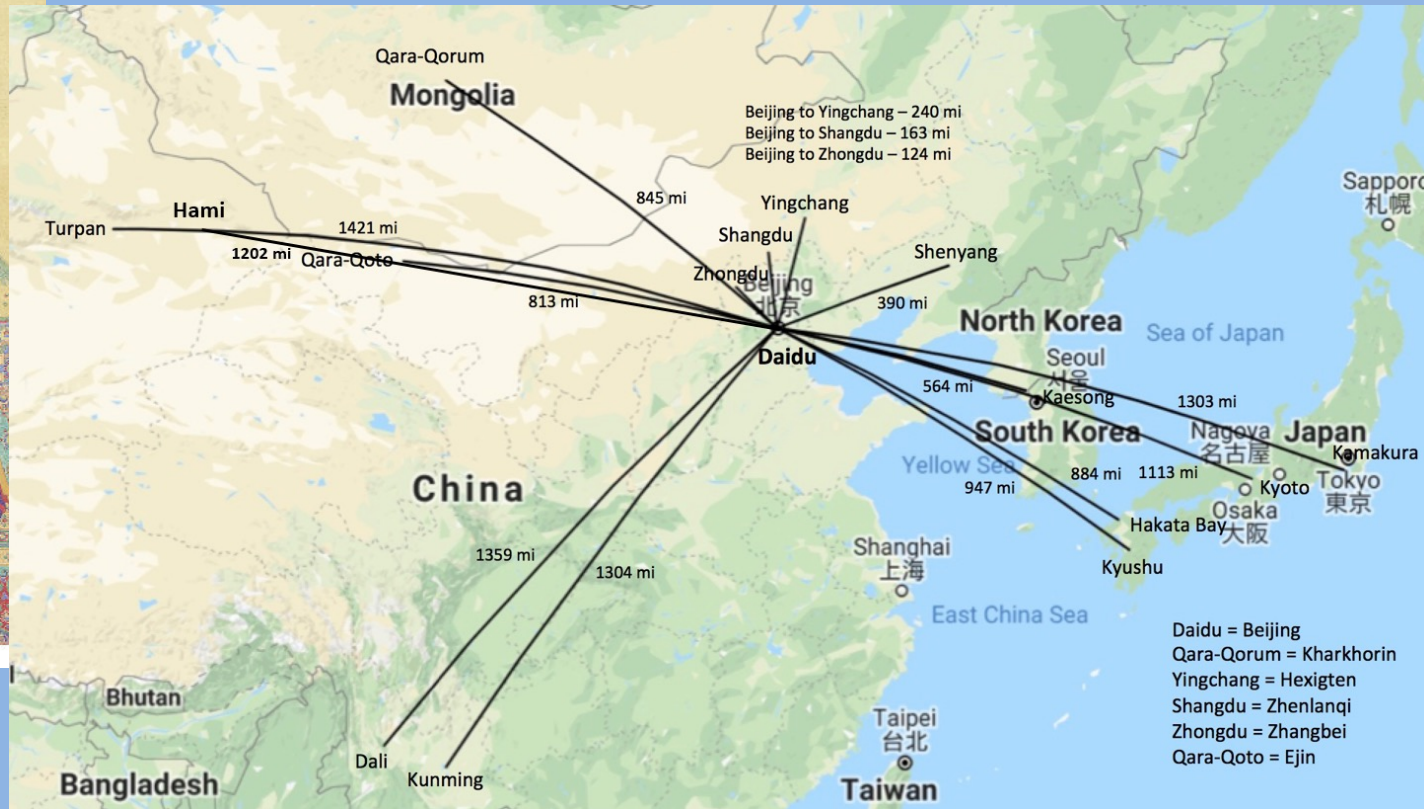 Qara-Qorum
Mongolia
Beijing to Yingchang – 240 mi
Beijing to Shangdu – 163 mi
Beijing to Zhongdu – 124 mi
845 mi
Sapporo
札幌
Hami
Turpan
1421 mi
1202 mi
Qara-Qoto
813 mi
Yingchang
Shangdu
Shenyang
Zhongdu
Beijing
北京
390 mi
Daidu
North Korea
Sea of Japan
Seoul
서울
564 mi
Kaesong
1303 mi
South Korea
Nagoya
名古屋
Japan
Kamakura
Yellow Sea
884 mi
1113 mi
947 mi
Kyoto
Tokyo
東京
China
Osaka
大阪
Hakata Bay
Kyushu
1359 mi
1304 mi
Shanghai
上海
East China Sea
Daidu = Beijing
Qara-Qorum = Kharkhorin
Yingchang = Hexigten
Shangdu = Zhenlanqi
Zhongdu = Zhangbei
Qara-Qoto = Ejin
Bhutan
Taipei
台北
Dali
Kunming
Bangladesh
Taiwan